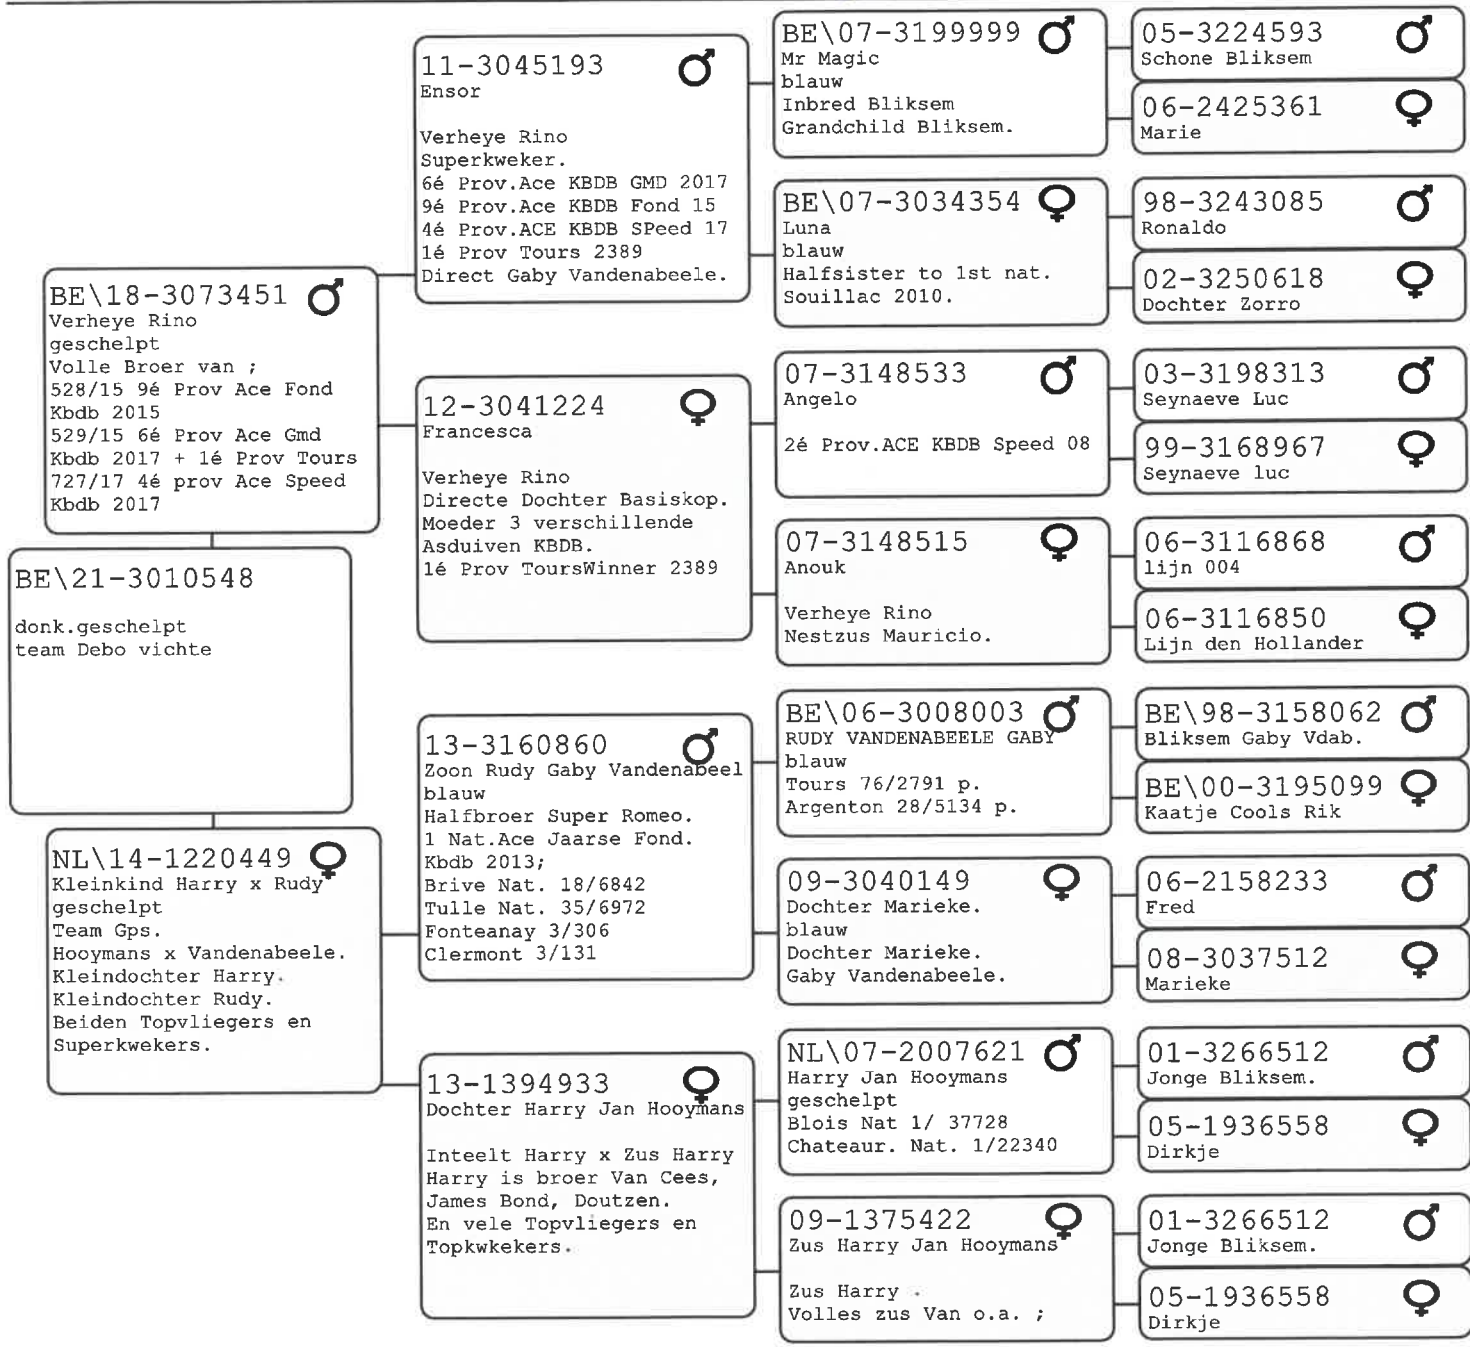 BE\21-3010548
donk.geschelpt
team Debo vichte
BE\18-3073451
Verheye Rino
geschelpt
Volle Broer van ;
528/15 9é Prov Ace Fond
Kbdb 2015
529/15 6é Prov Ace Gmd
Kbdb 2017 + 1é Prov Tours
727/17 4é prov Ace Speed
Kbdb 2017
NL\14-1220449
Kleinkind Harry x Rudy
geschelpt
Team Gps.
Hooymans x Vandenabeele.
Kleindochter Harry.
Kleindochter Rudy.
Beiden Topvliegers en
Superkwekers.
11-3045193
Ensor
Verheye Rino
Superkweker.
6é Prov.Ace KBDB GMD 2017
9é Prov.Ace KBDB Fond 15
4é Prov.ACE KBDB SPeed 17
1é Prov Tours 2389
Direct Gaby Vandenabeele.
12-3041224
Francesca
Verheye Rino
Directe Dochter Basiskop.
Moeder 3 verschillende
Asduiven KBDB.
1é Prov ToursWinner 2389
13-3160860
Zoon Rudy Gaby Vandenabeel
blauw
Halfbroer Super Romeo.
1 Nat.Ace Jaarse Fond.
Kbdb 2013;
Brive Nat. 18/6842
Tulle Nat. 35/6972
Fonteanay 3/306
Clermont 3/131
13-1394933
Dochter Harry Jan Hooymans
Inteelt Harry x Zus Harry
Harry is broer Van Cees,
James Bond, Doutzen.
En vele Topvliegers en
Topkwkekers.
BE\07-3199999
Mr Magic
blauw
Inbred Bliksem
Grandchild Bliksem.
BE\07-3034354
Luna
blauw
Halfsister to 1st nat.
Souillac 2010.
07-3148533
Angelo
2é Prov.ACE KBDB Speed 08
07-3148515
Anouk
Verheye Rino
Nestzus Mauricio.
BE\06-3008003
RUDY VANDENABEELE GABY
blauw
Tours 76/2791 p.
Argenton 28/5134 p.
09-3040149
Dochter Marieke.
blauw
Dochter Marieke.
Gaby Vandenabeele.
NL\07-2007621
Harry Jan Hooymans
geschelpt
Blois Nat 1/ 37728
Chateaur. Nat. 1/22340
09-1375422
Zus Harry Jan Hooymans
Zus Harry .
Volles zus Van o.a. ;
05-3224593
Schone Bliksem
06-2425361
Marie
98-3243085
Ronaldo
02-3250618
Dochter Zorro
03-3198313
Seynaeve Luc
99-3168967
Seynaeve luc
06-3116868
lijn 004
06-3116850
Lijn den Hollander
BE\98-3158062
Bliksem Gaby Vdab.
BE\00-3195099
Kaatje Cools Rik
06-2158233
Fred
08-3037512
Marieke
01-3266512
Jonge Bliksem.
05-1936558
Dirkje
01-3266512
Jonge Bliksem.
05-1936558
Dirkje